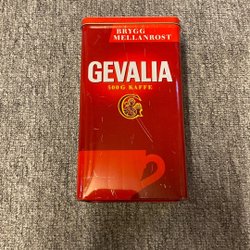 BRYGG
MELLANROST
GEVALIA
500G KAFFE
G